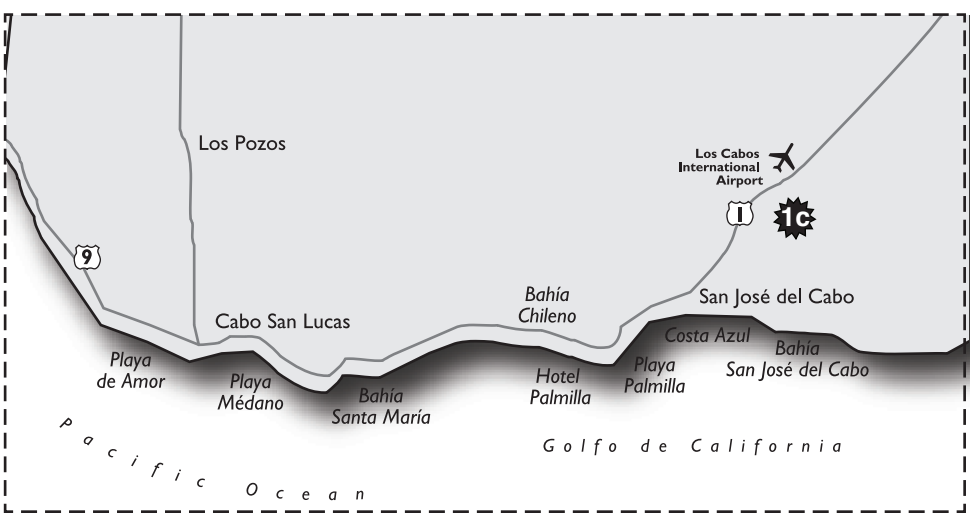 Los Pozos
Los Cabos
International
Airport
1
1c
9
Bahía
Chileno
San José del Cabo
Cabo San Lucas
Costa Azul
Bahía
San José del Cabo
Playa
de Amor
Playa
Médano
Bahía
Santa María
Hotel
Palmilla
Playa
Palmilla
Golfo de California
Pacific Ocean